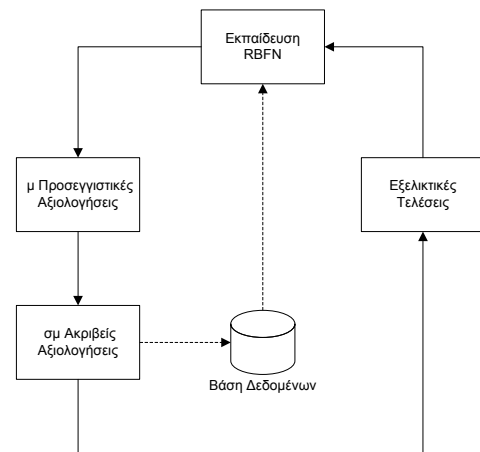 Εκπαίδευση
RBFN
μ Προσεγγιστικές
Αξιολογήσεις
Εξελικτικές
Τελέσεις
σμ Ακριβείς
Αξιολογήσεις
Βάση Δεδομένων